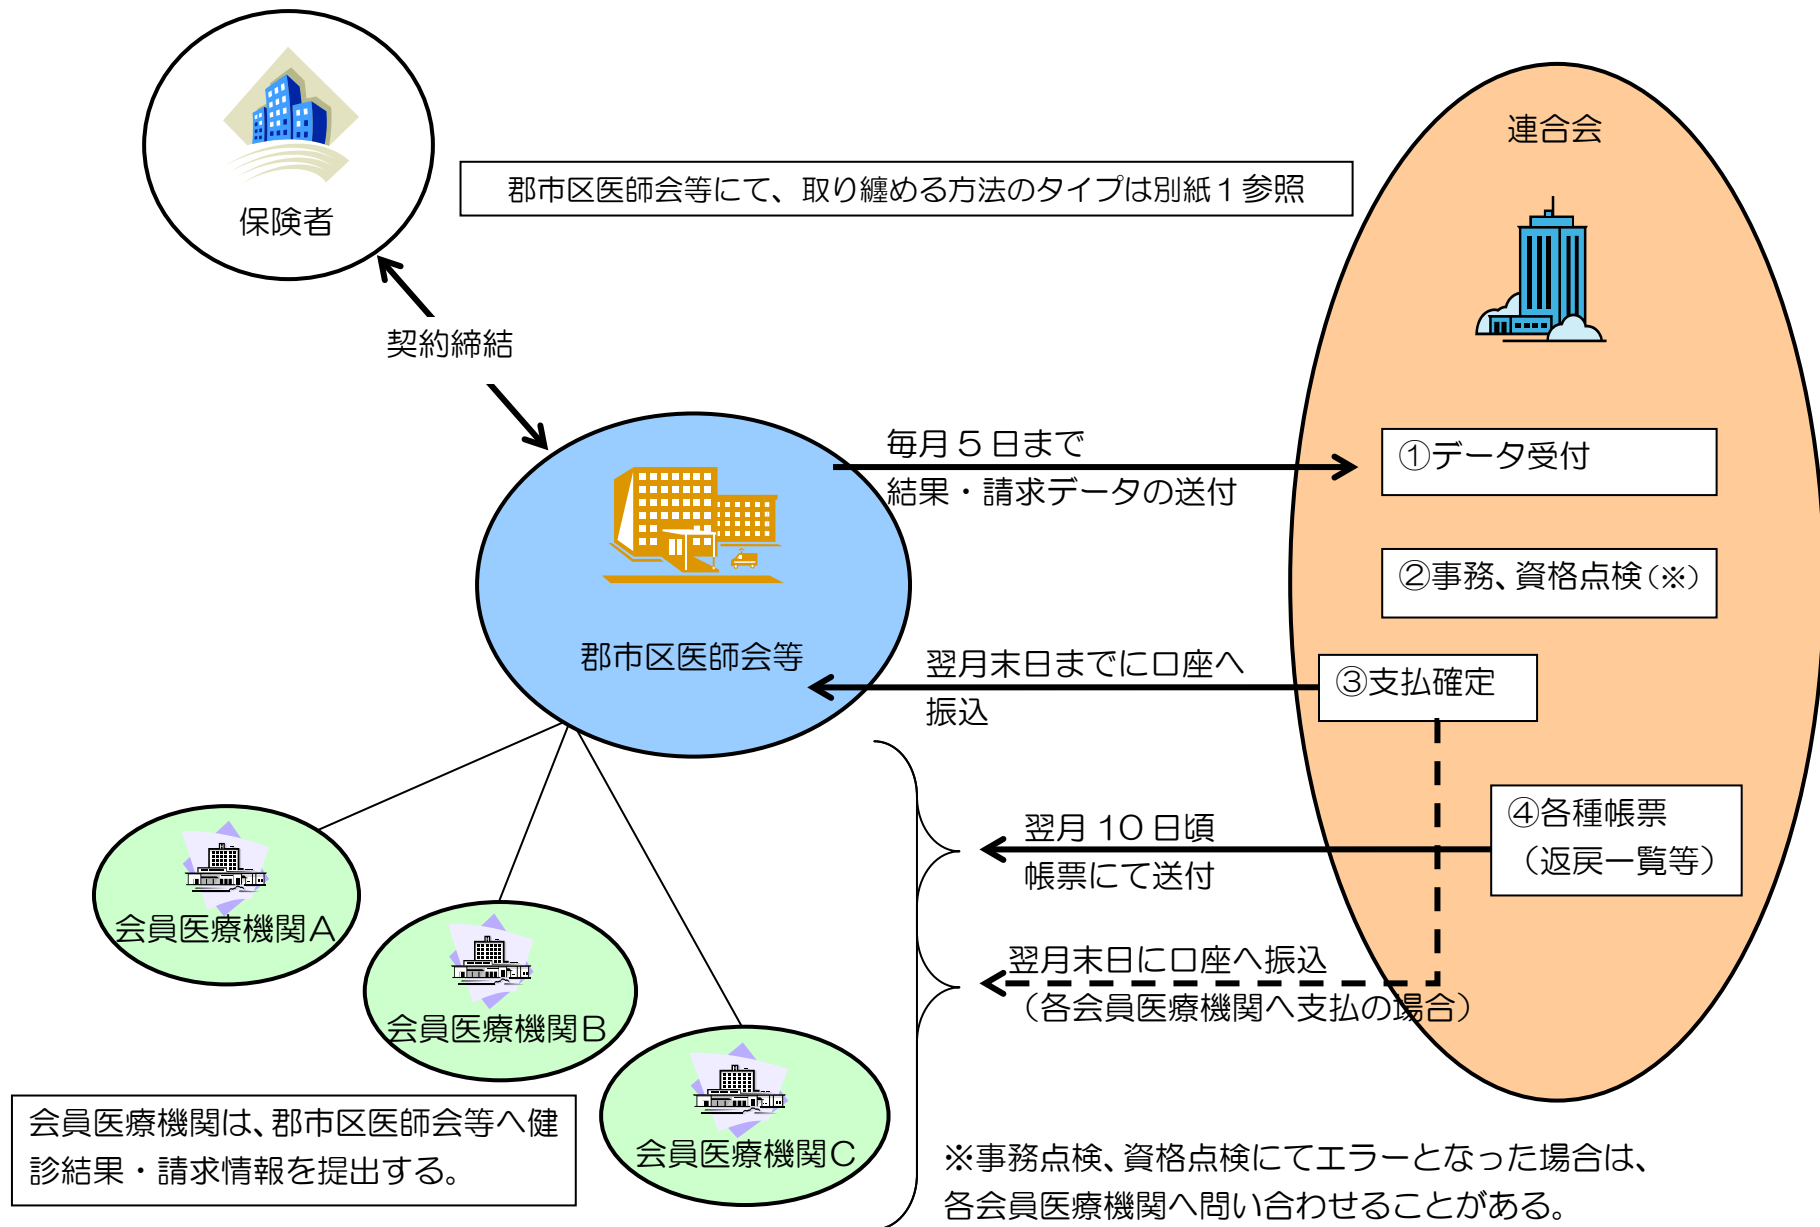 連合会
郡市区医師会等にて、取り纏める方法のタイプは別紙1参照
保険者
契約締結
毎月5日まで
結果・請求データの送付
①データ受付
②事務、資格点検(※)
郡市区医師会等
翌月末日までに口座へ
振込
③支払確定
翌月10日頃
帳票にて送付
④各種帳票
(返戻一覧等)
会員医療機関A
翌月末日に口座へ振込
(各会員医療機関へ支払の場合)
会員医療機関B
会員医療機関は、郡市区医師会等へ健
診結果・請求情報を提出する。
会員医療機関C
※事務点検、資格点検にてエラーとなった場合は、
各会員医療機関へ問い合わせることがある。